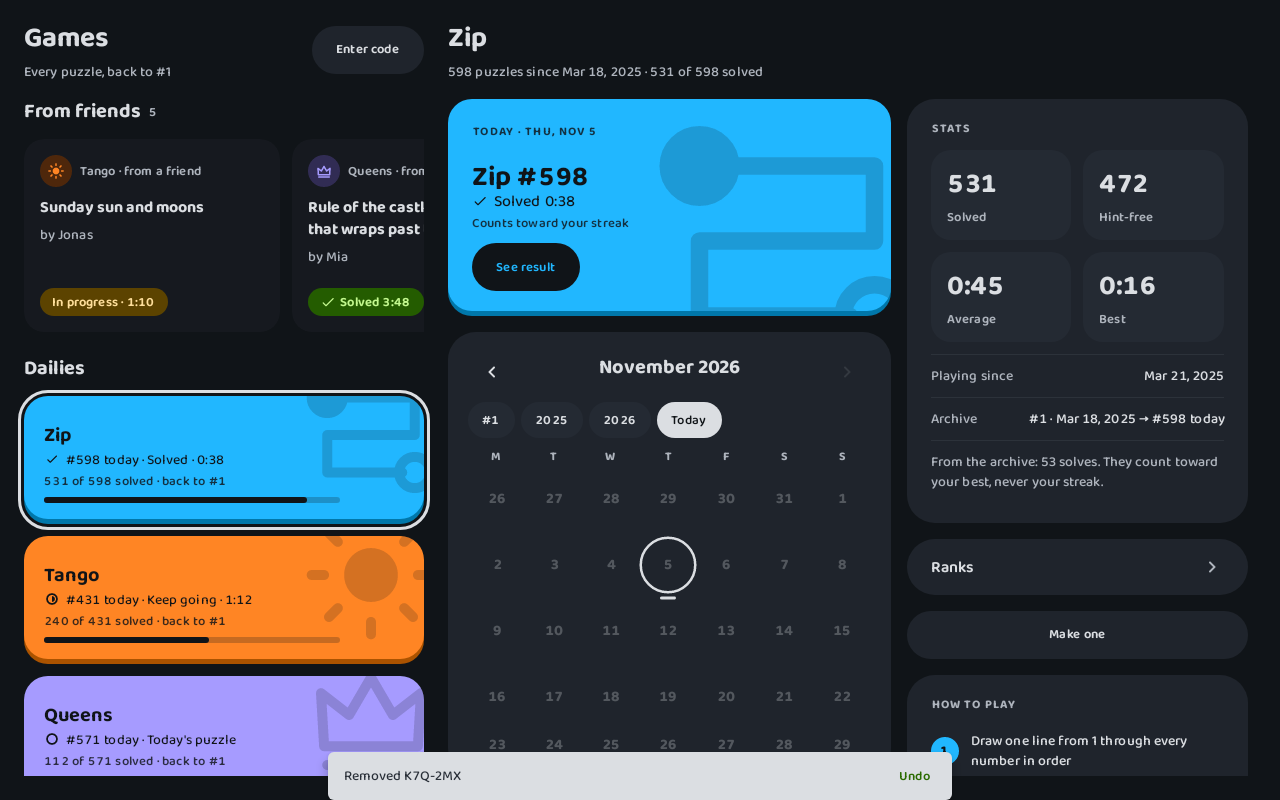 Games
Every puzzle, back to #1
Enter code
From friends 5
Tango · from a friend
Sunday sun and moons
by Jonas
In progress · 1:10
Queens · from
Rule of the castl
that wraps past
by Mia
Solved 3:48
Dailies
Zip
#598 today · Solved · 0:38
531 of 598 solved · back to #1
Tango
#431 today · Keep going · 1:12
240 of 431 solved · back to #1
Queens
#571 today · Today's puzzle
112 of 571 solved · back to #1
Zip
598 puzzles since Mar 18, 2025 · 531 of 598 solved
TODAY · THU, NOV 5
Zip #598
Solved 0:38
Counts toward your streak
See result
November 2026
#1 2025 2026 Today
M T W T F S S
26 27 28 29 30 31 1
2 3 4 5 6 7 8
9 10 11 12 13 14 15
16 17 18 19 20 21 22
23 24 25 26 27 28 29
STATS
531
Solved
472
Hint-free
0:45
Average
0:16
Best
Playing since Mar 21, 2025
Archive #1 · Mar 18, 2025 → #598 today
From the archive: 53 solves. They count toward
your best, never your streak.
Ranks
Make one
HOW TO PLAY
1 Draw one line from 1 through every
number in order
Removed K7Q-2MX
Undo